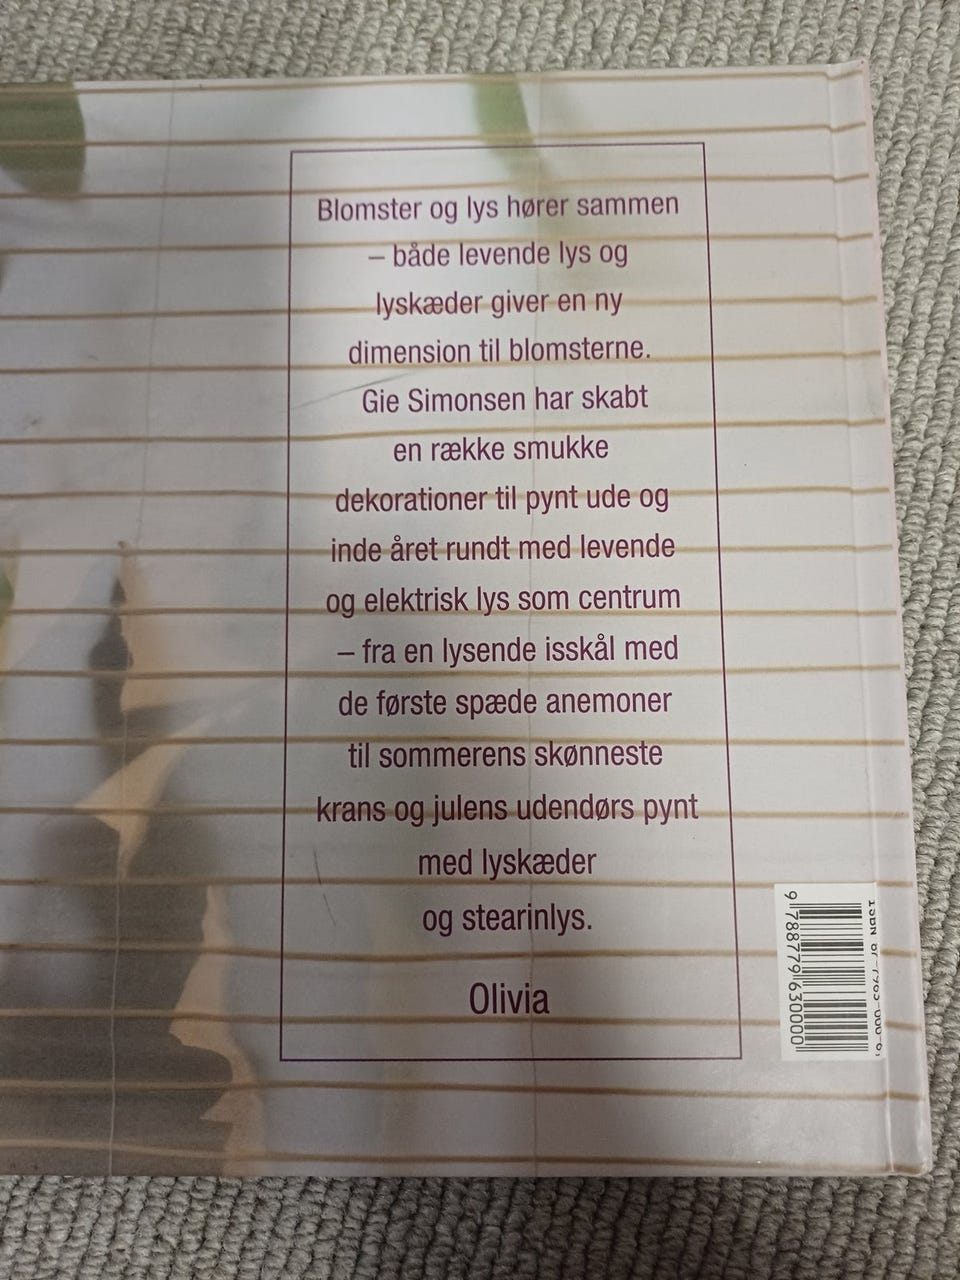 Blomster og lys hører sammen
– både levende lys og
lyskæder giver en ny
dimension til blomsterne.
Gie Simonsen har skabt
en række smukke
dekorationer til pynt ude og
inde året rundt med levende
og elektrisk lys som centrum
– fra en lysende isskål med
de første spæde anemoner
til sommerens skønneste
krans og julens udendørs pynt
med lyskæder
og stearinlys.
Olivia
ISBN
9788779630000